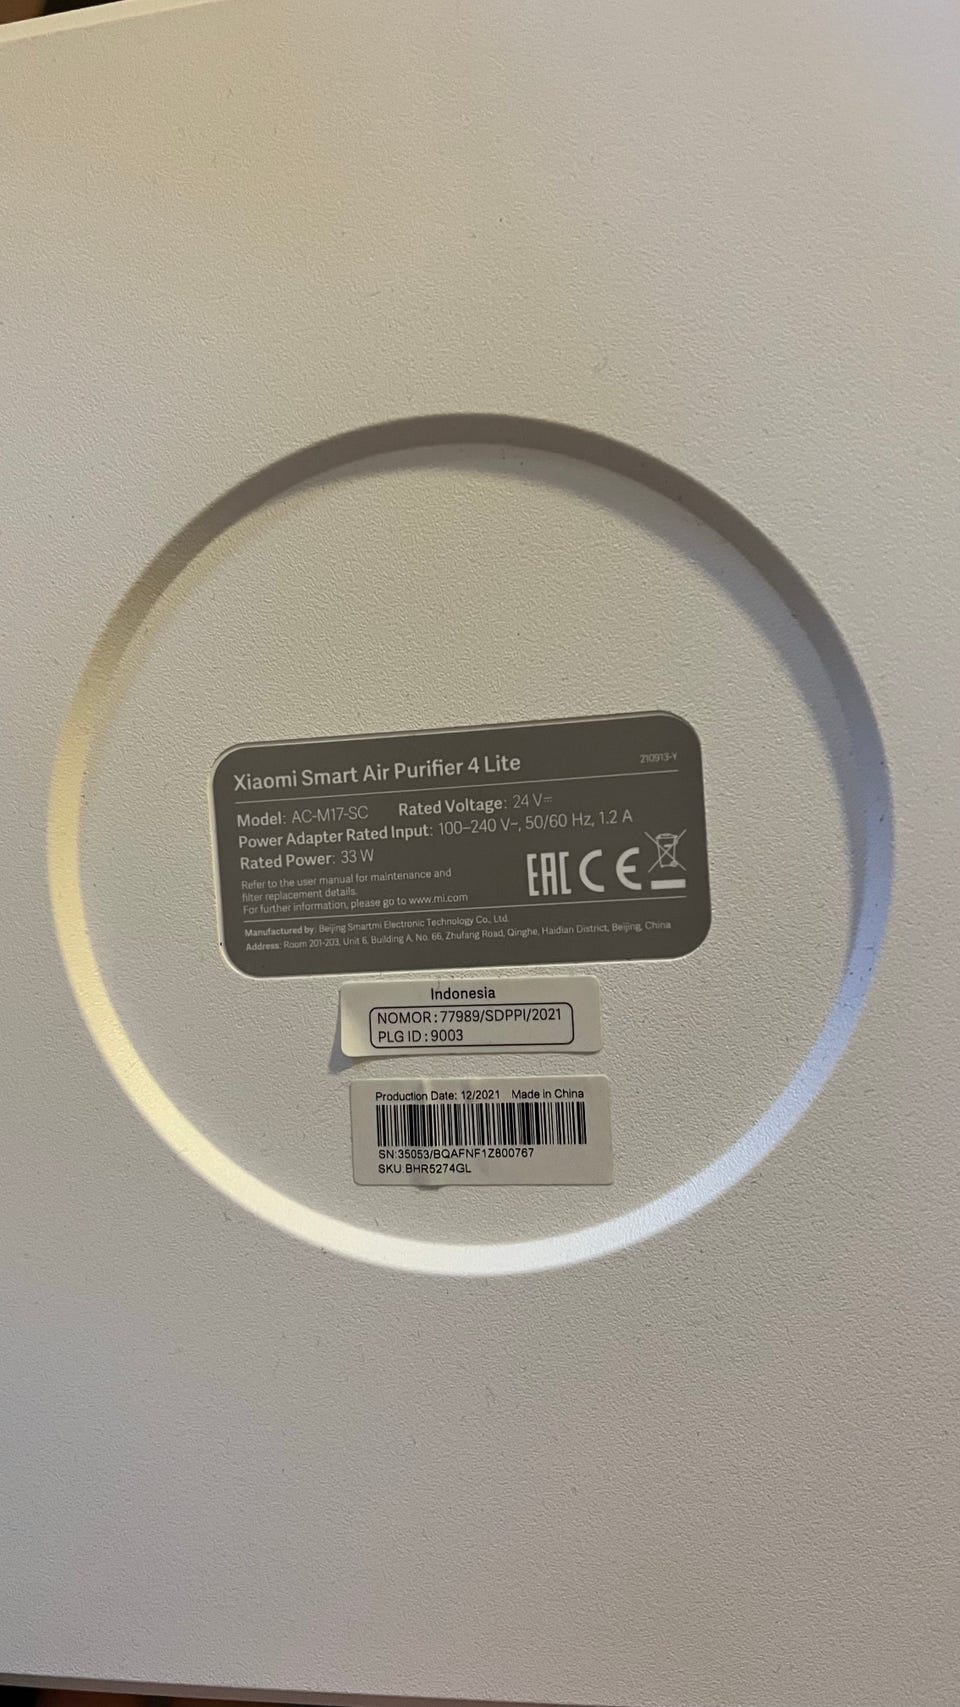 Xiaomi Smart Air Purifier 4 Lite 210913-Y
Model: AC-M17-SC Rated Voltage: 24 V⎓
Power Adapter Rated Input: 100–240 V~, 50/60 Hz, 1.2 A
Rated Power: 33 W
Refer to the user manual for maintenance and
filter replacement details.
For further information, please go to www.mi.com
EAC CE
Manufactured by: Beijing Smartmi Electronic Technology Co., Ltd.
Address: Room 201-203, Unit 6, Building A, No. 66, Zhufang Road, Qinghe, Haidian District, Beijing, China
Indonesia
NOMOR : 77989/SDPPI/2021
PLG ID : 9003
Production Date: 12/2021 Made in China
SN:35053/BQAFNF1Z800767
SKU:BHR5274GL